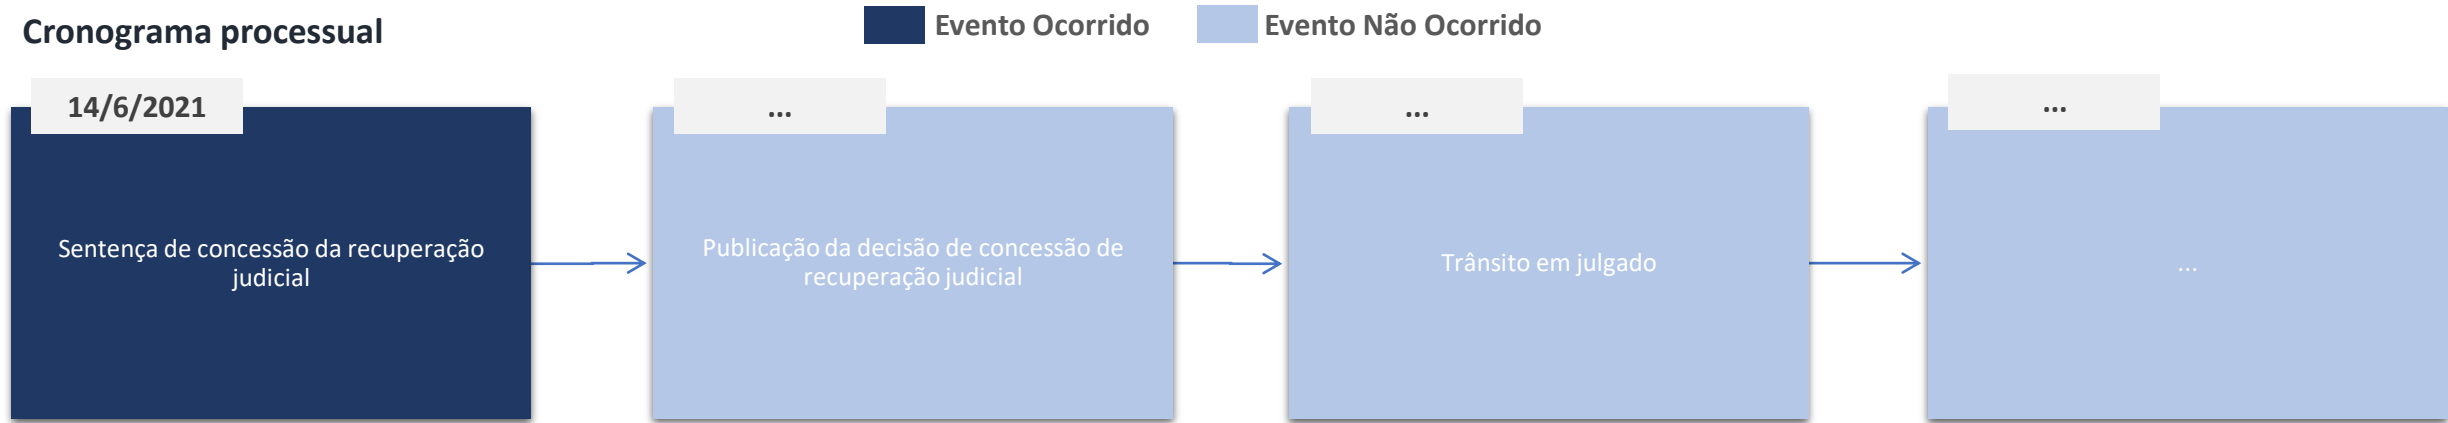 Cronograma processual
Evento Ocorrido
Evento Não Ocorrido
14/6/2021
Sentença de concessão da recuperação
judicial
...
Publicação da decisão de concessão de
recuperação judicial
...
Trânsito em julgado
...
...